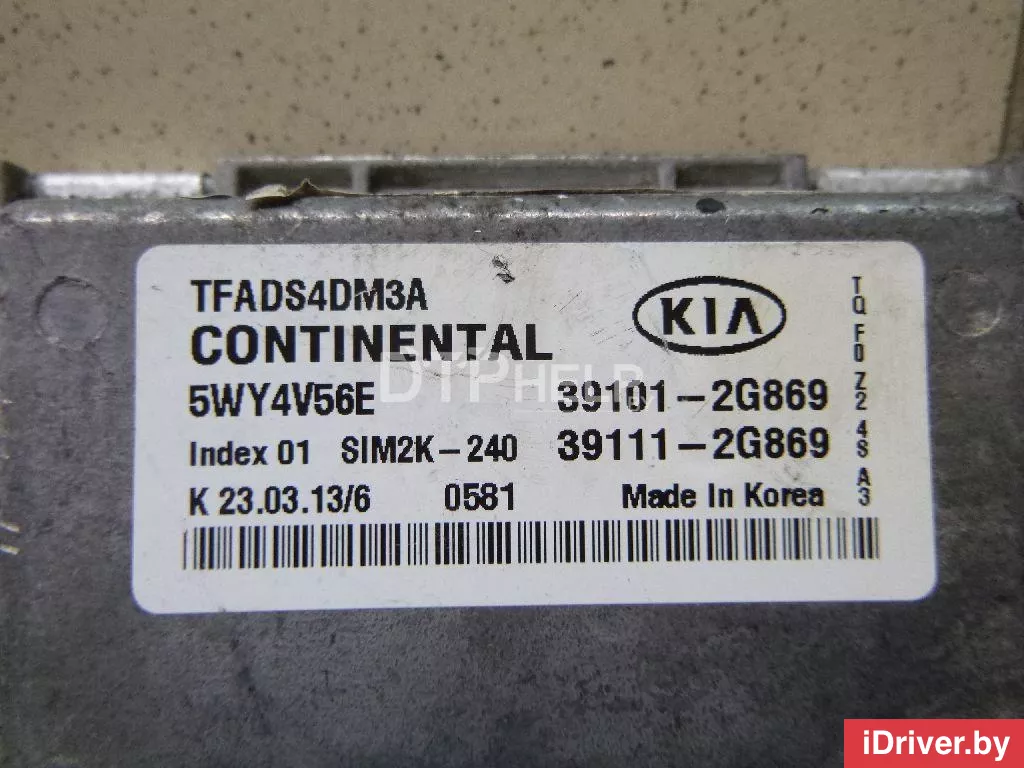 TFADS4DM3A
CONTINENTAL
KIA
5WY4V56E 39101-2G869
Index 01 SIM2K-240 39111-2G869
K 23.03.13/6 0581 Made In Korea
TQ F0 Z2 4S A3
DTPHELP
iDriver.by